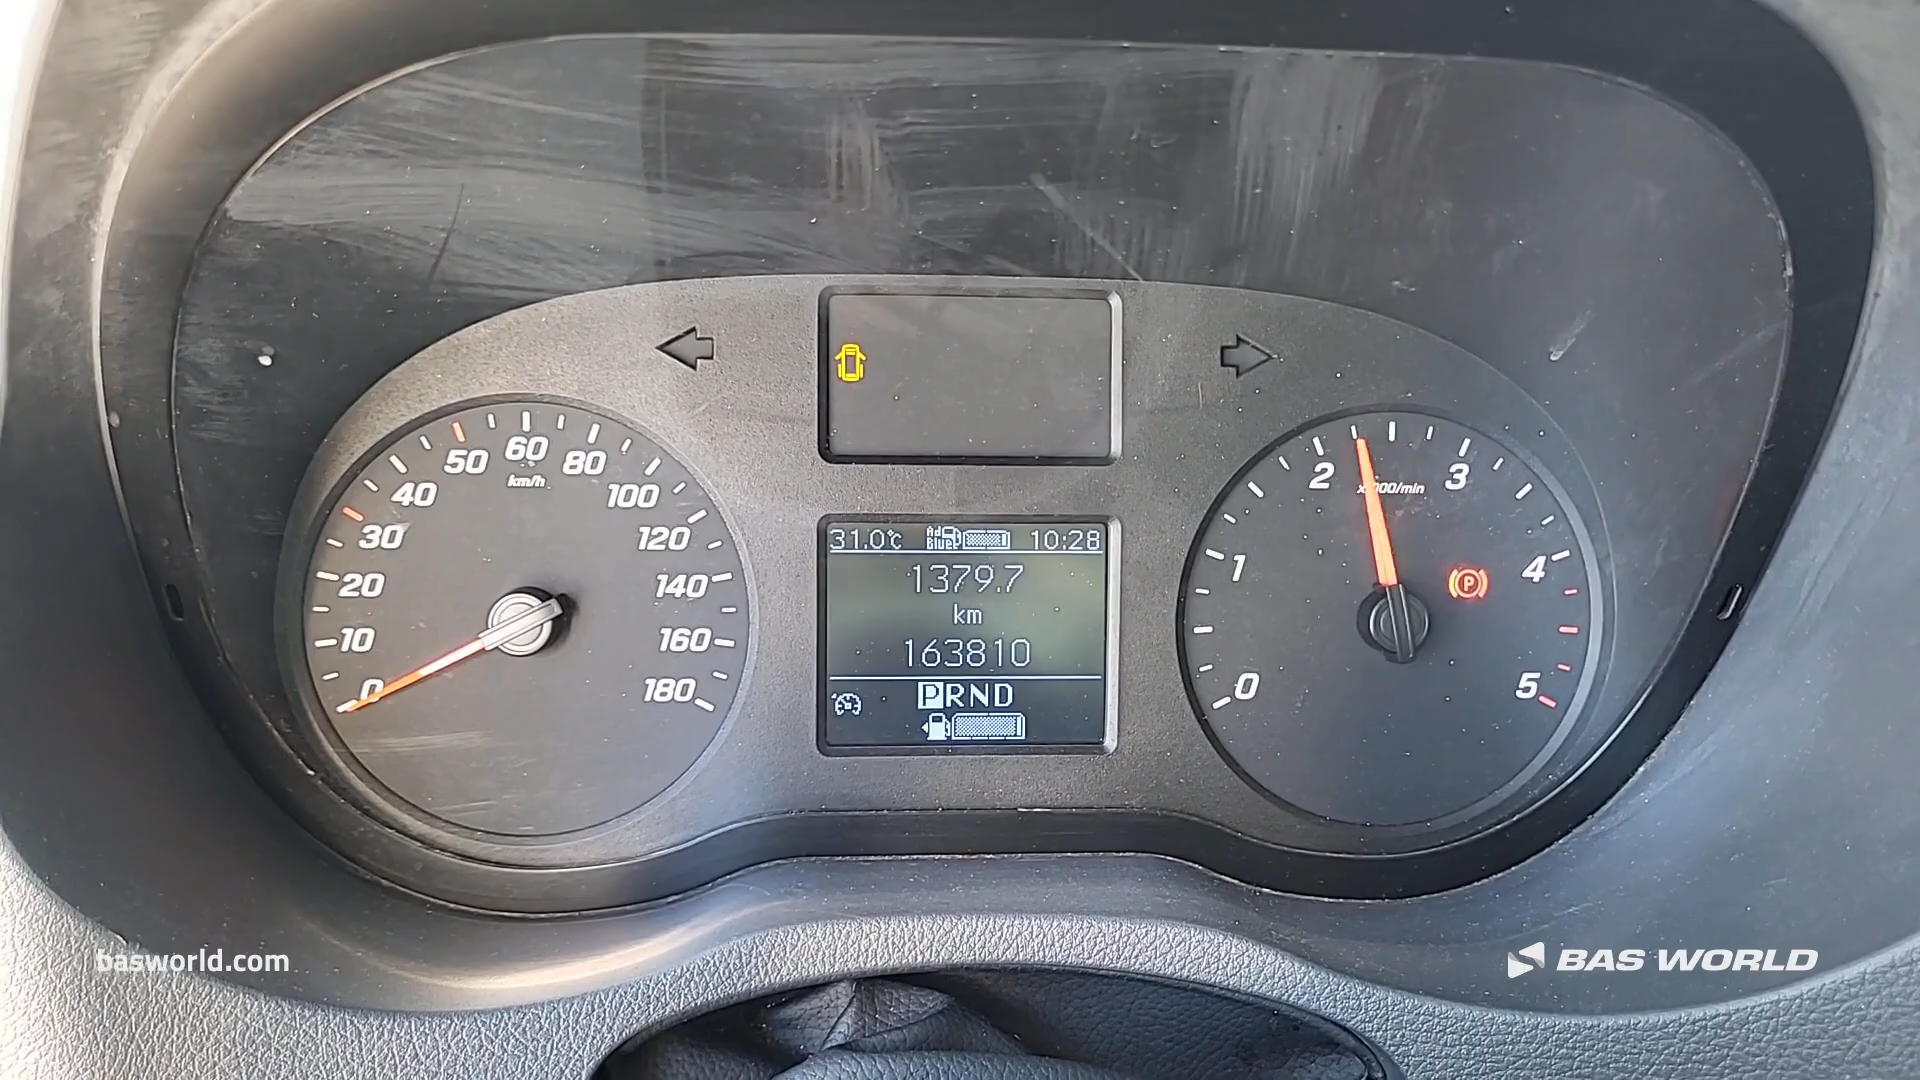 50 60 80
km/h
40 100
30 120
20 140
10 160
0 180
31.0°C AdBlue 10:28
1379.7
km
163810
PRND
2 3
x1000/min
1 4
P
0 5
basworld.com
BAS WORLD